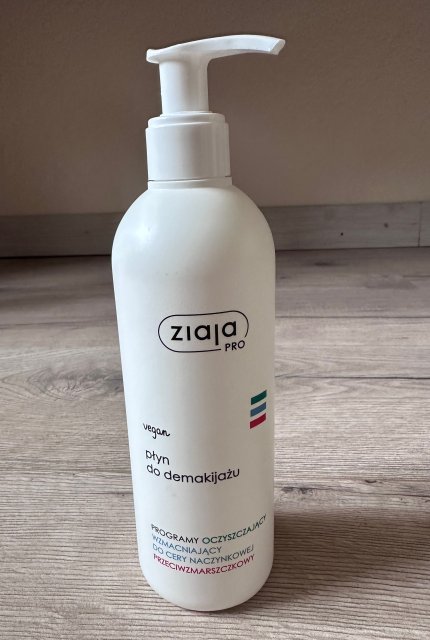 ziaja
PRO
vegan
płyn
do demakijażu
PROGRAMY OCZYSZCZAJĄCY
WZMACNIAJĄCY
DO CERY NACZYNKOWEJ
PRZECIWZMARSZCZKOWY